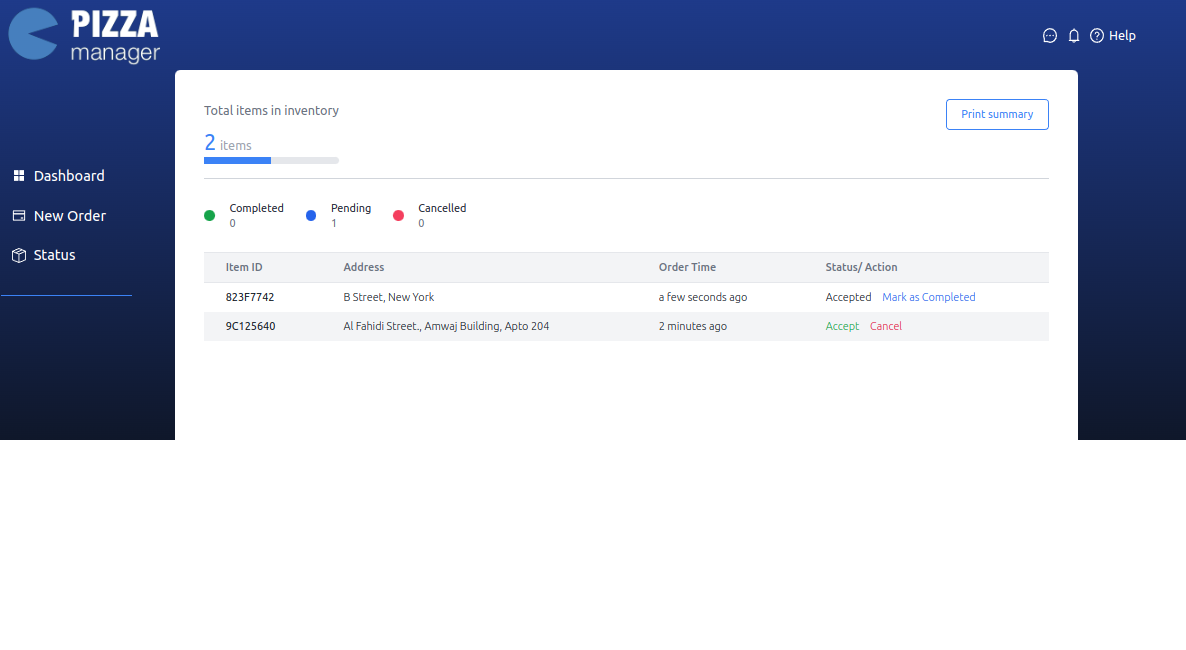 PIZZA
manager
Help
Dashboard
New Order
Status
Total items in inventory
Print summary
2 items
Completed Pending Cancelled
0 1 0
Item ID Address Order Time Status/ Action
823F7742 B Street, New York a few seconds ago Accepted Mark as Completed
9C125640 Al Fahidi Street., Amwaj Building, Apto 204 2 minutes ago Accept Cancel